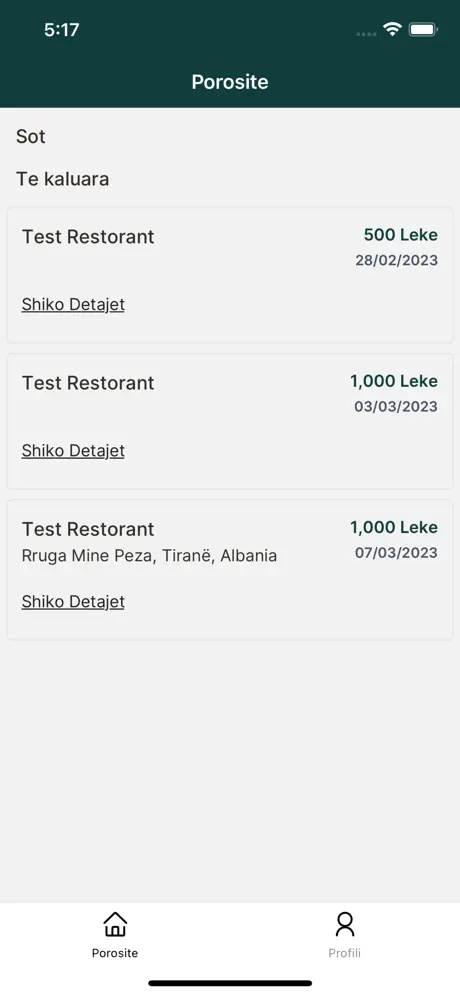 5:17
Porosite
Sot
Te kaluara
Test Restorant
500 Leke
28/02/2023
Shiko Detajet
Test Restorant
1,000 Leke
03/03/2023
Shiko Detajet
Test Restorant
1,000 Leke
Rruga Mine Peza, Tiranë, Albania
07/03/2023
Shiko Detajet
Porosite
Profili